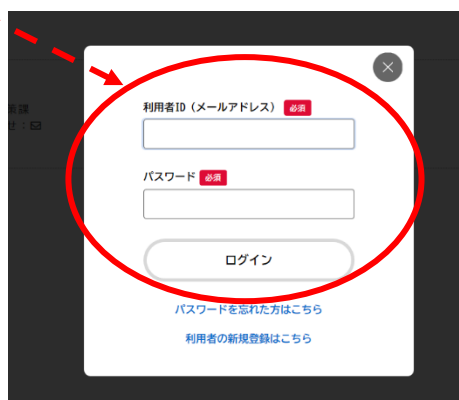 利用者ID（メールアドレス） 必須
パスワード 必須
ログイン
パスワードを忘れた方はこちら
利用者の新規登録はこちら